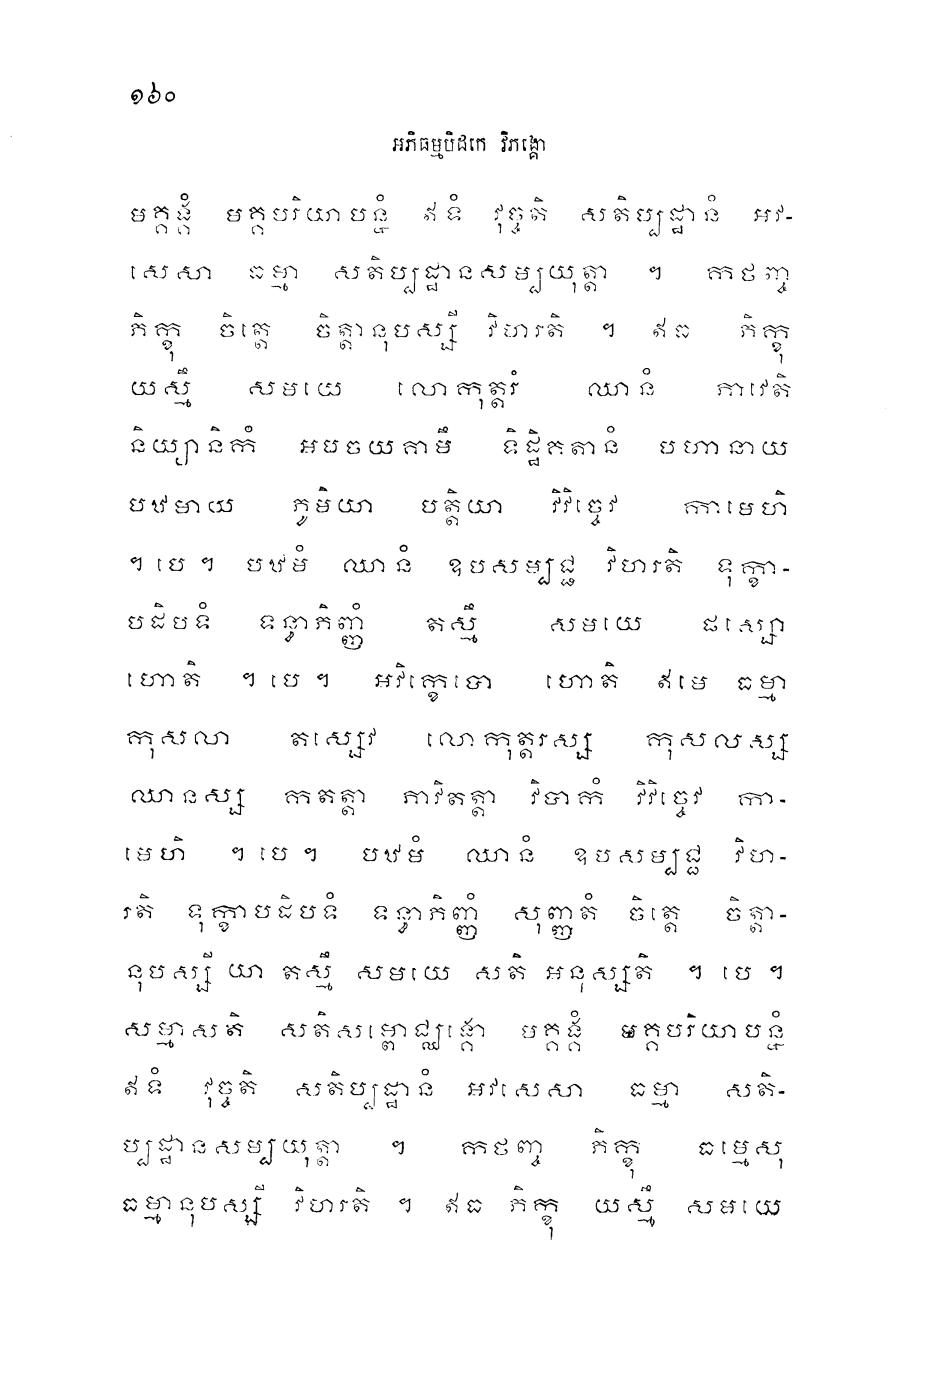 ១៦០
អភិធម្មបិដកេ វិភង្គោ
មគ្គង្គំ មគ្គបរិយាបន្នំ ឥទំ វុច្ចតិ សតិប្បដ្ឋានំ អវ-
សេសា ធម្មា សតិប្បដ្ឋានសម្បយុត្តា ។ កថញ្ច
ភិក្ខុ ចិត្តេ ចិត្តានុបស្សី វិហរតិ ។ ឥធ ភិក្ខុ
យស្មឹ សមយេ លោកុត្តរំ ឈានំ ភាវេតិ
និយ្យានិកំ អបចយគាមឹ ទិដ្ឋិគតានំ បហានាយ
បឋមាយ ភូមិយា បត្តិយា វិវិច្ចេវ កាមេហិ
។ បេ ។ បឋមំ ឈានំ ឧបសម្បជ្ជ វិហរតិ ទុក្ខា-
បដិបទំ ទន្ធាភិញ្ញំ តស្មឹ សមយេ ផស្សោ
ហោតិ ។ បេ ។ អវិក្ខេបោ ហោតិ ឥមេ ធម្មា
កុសលា តស្សេវ លោកុត្តរស្ស កុសលស្ស
ឈានស្ស កតត្តា ភាវិតត្តា វិបាកំ វិវិច្ចេវ កា-
មេហិ ។ បេ ។ បឋមំ ឈានំ ឧបសម្បជ្ជ វិហ-
រតិ ទុក្ខាបដិបទំ ទន្ធាភិញ្ញំ សុញ្ញតំ ចិត្តេ ចិត្តា-
នុបស្សី យា តស្មឹ សមយេ សតិ អនុស្សតិ ។ បេ ។
សម្មាសតិ សតិសម្ពោជ្ឈង្គោ មគ្គង្គំ មគ្គបរិយាបន្នំ
ឥទំ វុច្ចតិ សតិប្បដ្ឋានំ អវសេសា ធម្មា សតិ-
ប្បដ្ឋានសម្បយុត្តា ។ កថញ្ច ភិក្ខុ ធម្មេសុ
ធម្មានុបស្សី វិហរតិ ។ ឥធ ភិក្ខុ យស្មឹ សមយេ